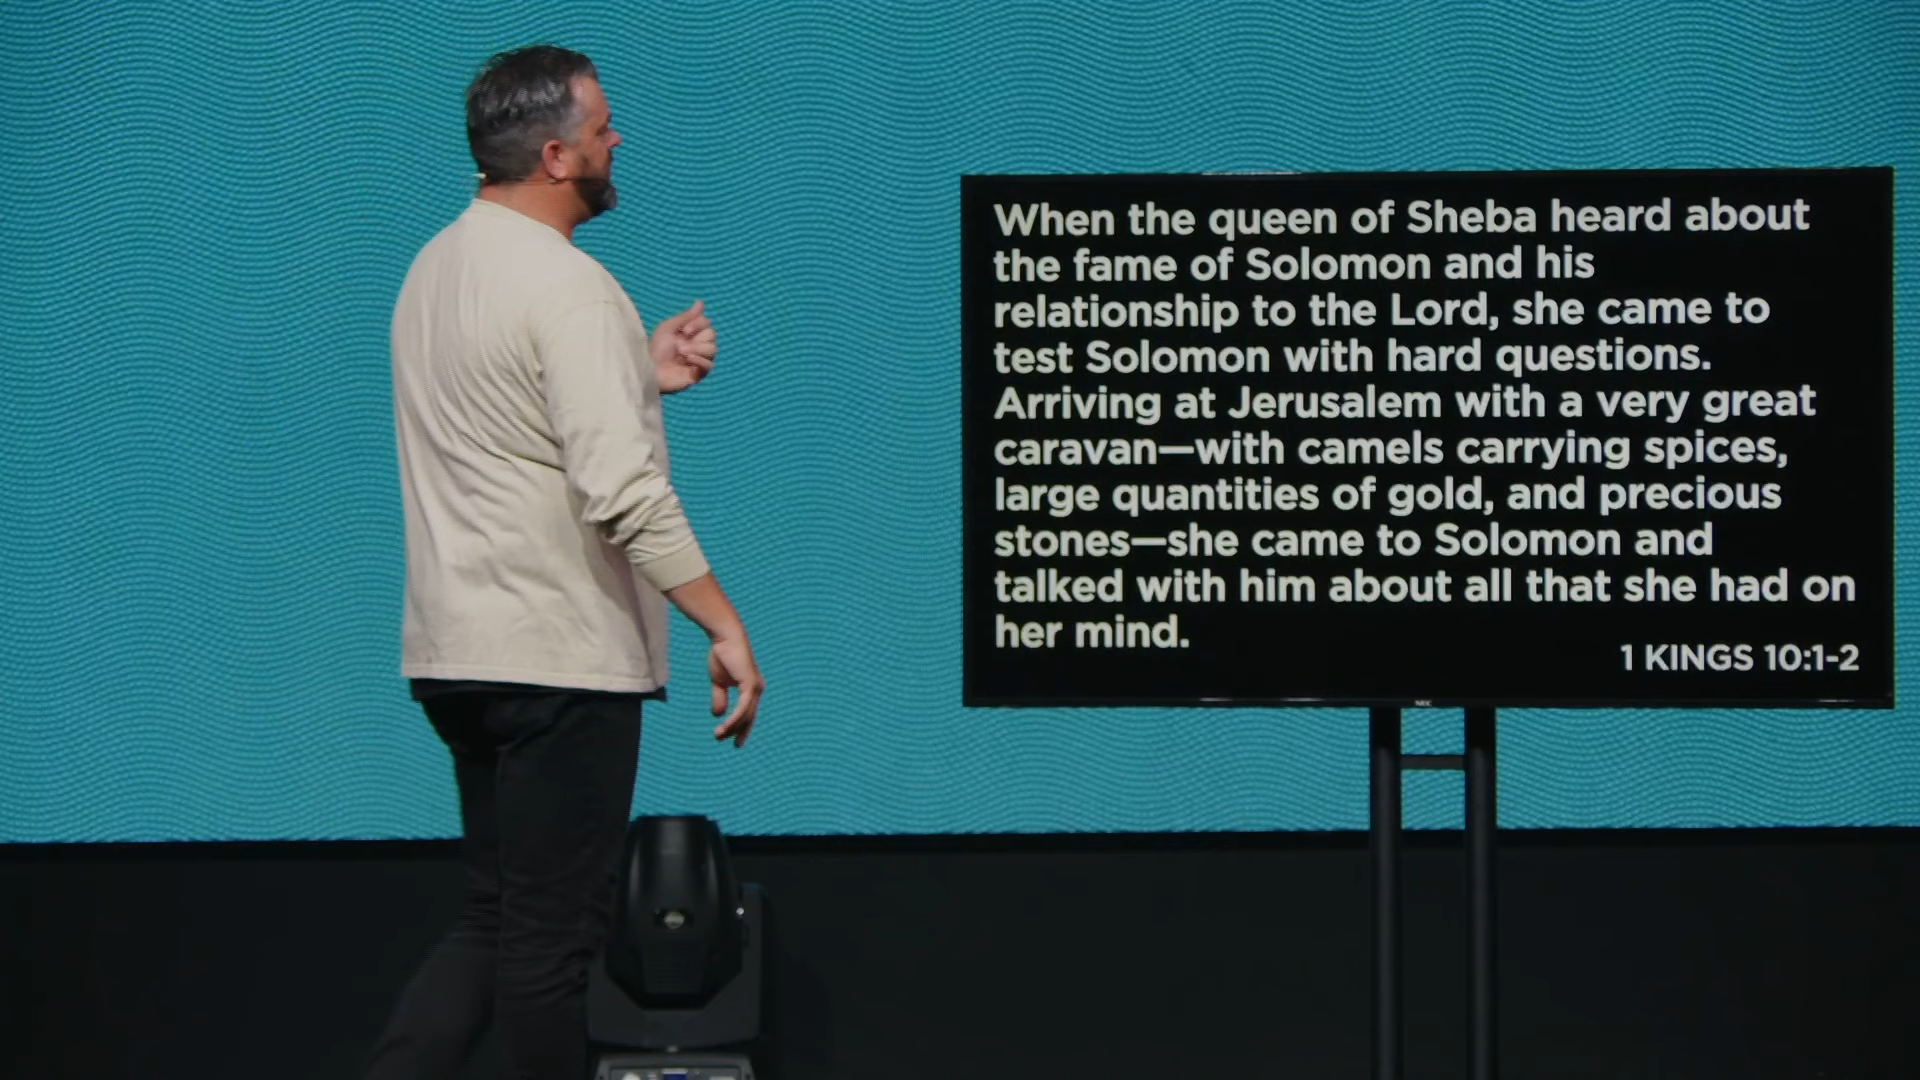 When the queen of Sheba heard about
the fame of Solomon and his
relationship to the Lord, she came to
test Solomon with hard questions.
Arriving at Jerusalem with a very great
caravan—with camels carrying spices,
large quantities of gold, and precious
stones—she came to Solomon and
talked with him about all that she had on
her mind.
1 KINGS 10:1-2
NEC